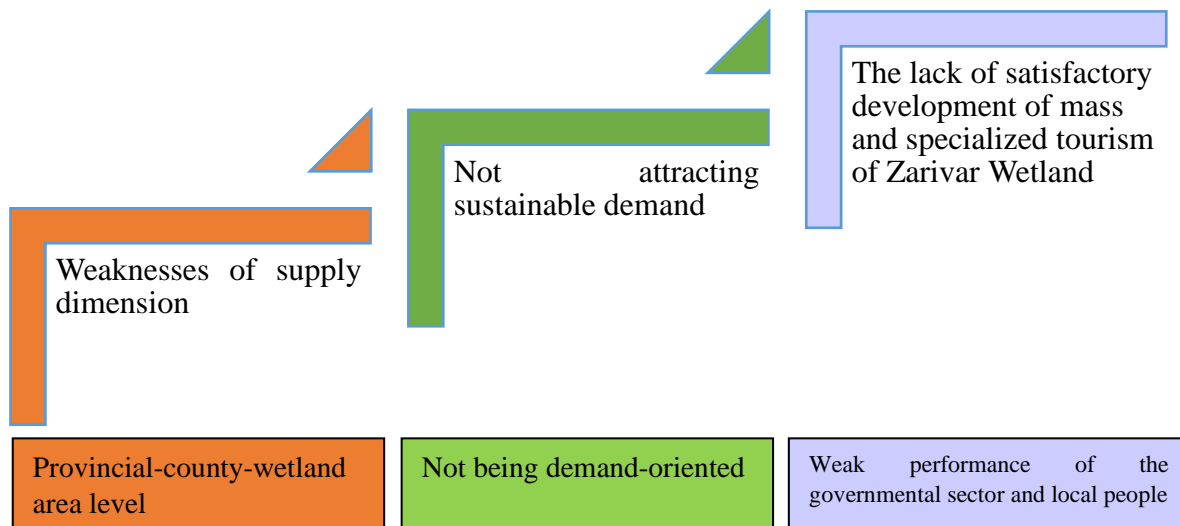 The lack of satisfactory
development of mass
and specialized tourism
of Zarivar Wetland
Not attracting
sustainable demand
Weaknesses of supply
dimension
Provincial-county-wetland
area level
Not being demand-oriented
Weak performance of the
governmental sector and local people